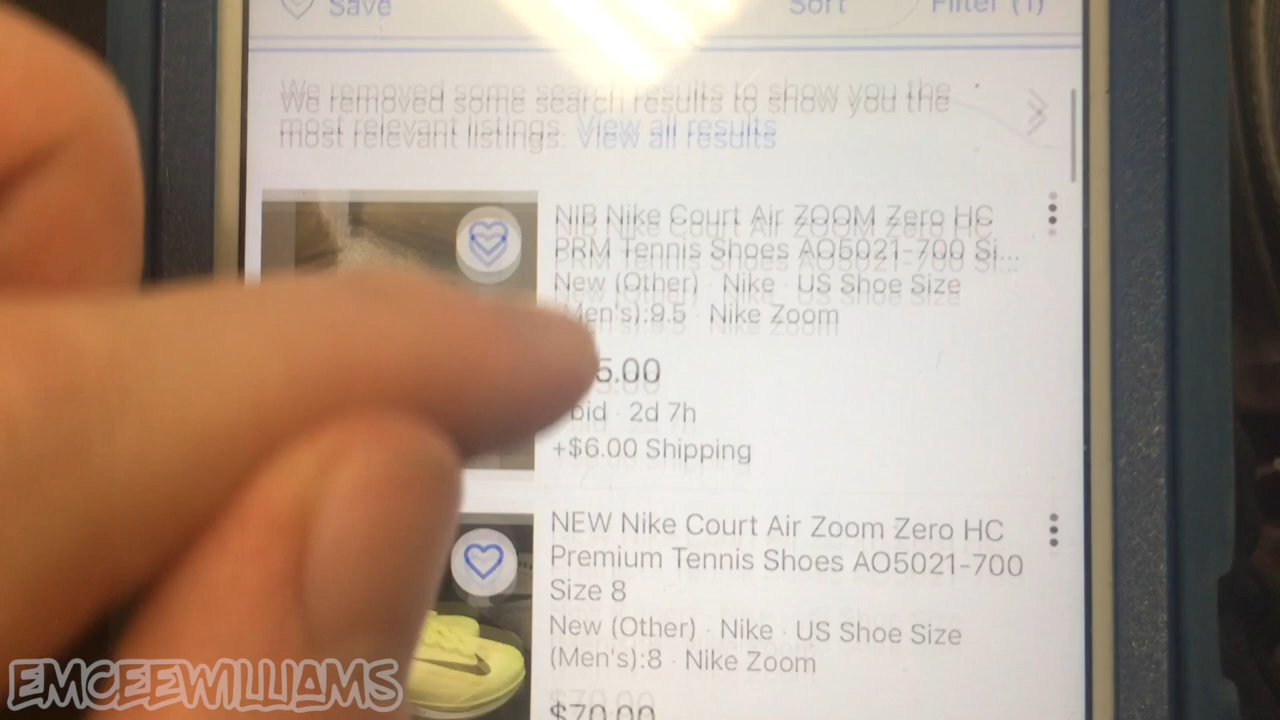 Save
Sort
Filter (1)
We removed some search results to show you the
most relevant listings. View all results
NIB Nike Court Air ZOOM Zero HC
PRM Tennis Shoes AO5021-700 Si...
New (Other) · Nike · US Shoe Size
(Men's):9.5 · Nike Zoom
5.00
bid · 2d 7h
+$6.00 Shipping
NEW Nike Court Air Zoom Zero HC
Premium Tennis Shoes AO5021-700
Size 8
New (Other) · Nike · US Shoe Size
(Men's):8 · Nike Zoom
$70.00
EMCEEWILLIAMS